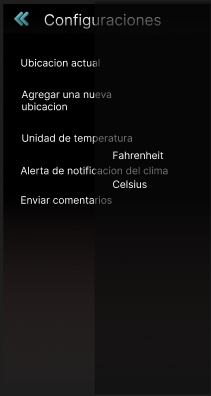 Configuraciones
Ubicacion actual
Agregar una nueva
ubicacion
Unidad de temperatura
Fahrenheit
Alerta de notificacion del clima
Celsius
Enviar comentarios